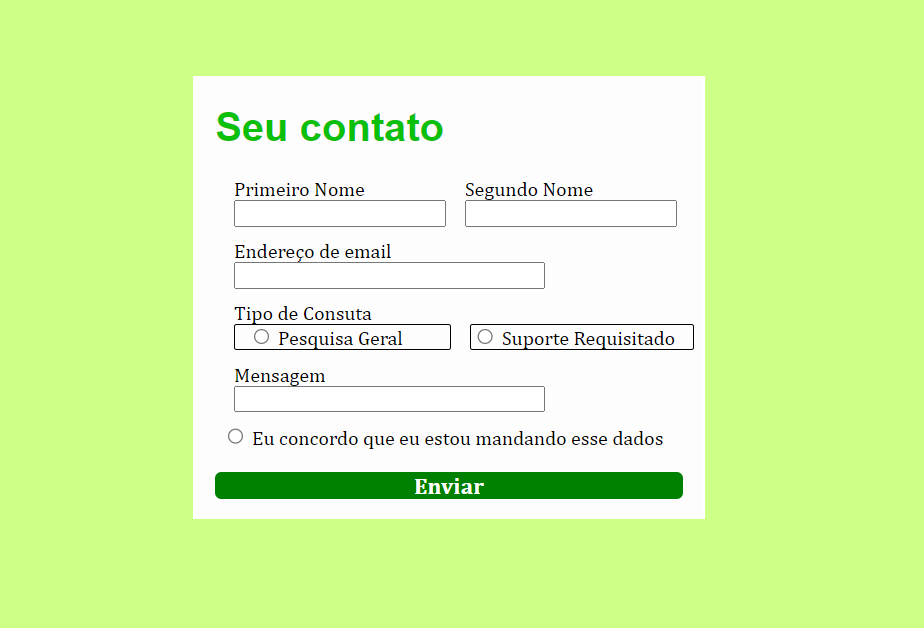 Seu contato
Primeiro Nome Segundo Nome
Endereço de email
Tipo de Consuta
Pesquisa Geral Suporte Requisitado
Mensagem
Eu concordo que eu estou mandando esse dados
Enviar